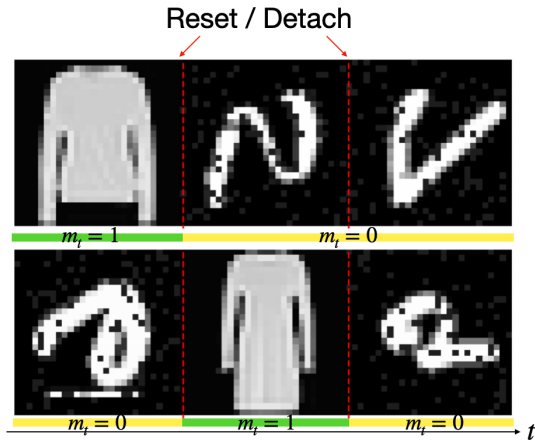 Reset / Detach
m_t = 1 m_t = 0
m_t = 0 m_t = 1 m_t = 0
t